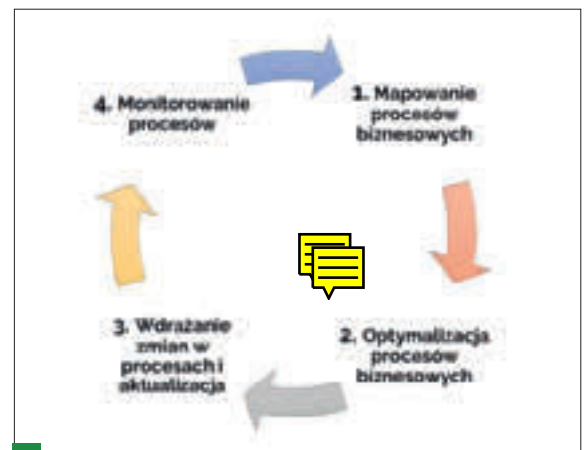 4. Monitorowanie
procesów
1. Mapowanie
procesów
biznesowych
3. Wdrażanie
zmian w
procesach i
aktualizacja
2. Optymalizacja
procesów
biznesowych